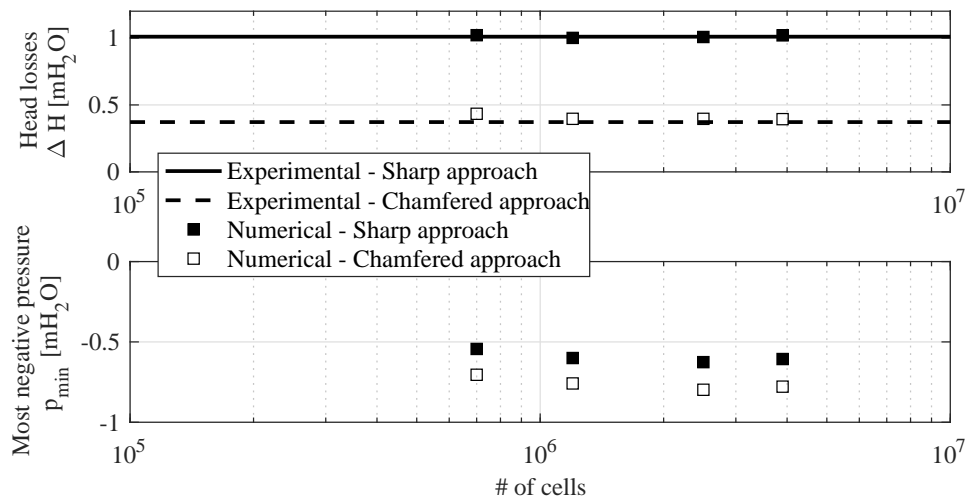 1
0.5
0
Head losses
Δ H [mH2O]
10^5
10^7
Experimental - Sharp approach
Experimental - Chamfered approach
Numerical - Sharp approach
Numerical - Chamfered approach
0
-0.5
-1
Most negative pressure
p_min [mH2O]
10^5
10^6
10^7
# of cells